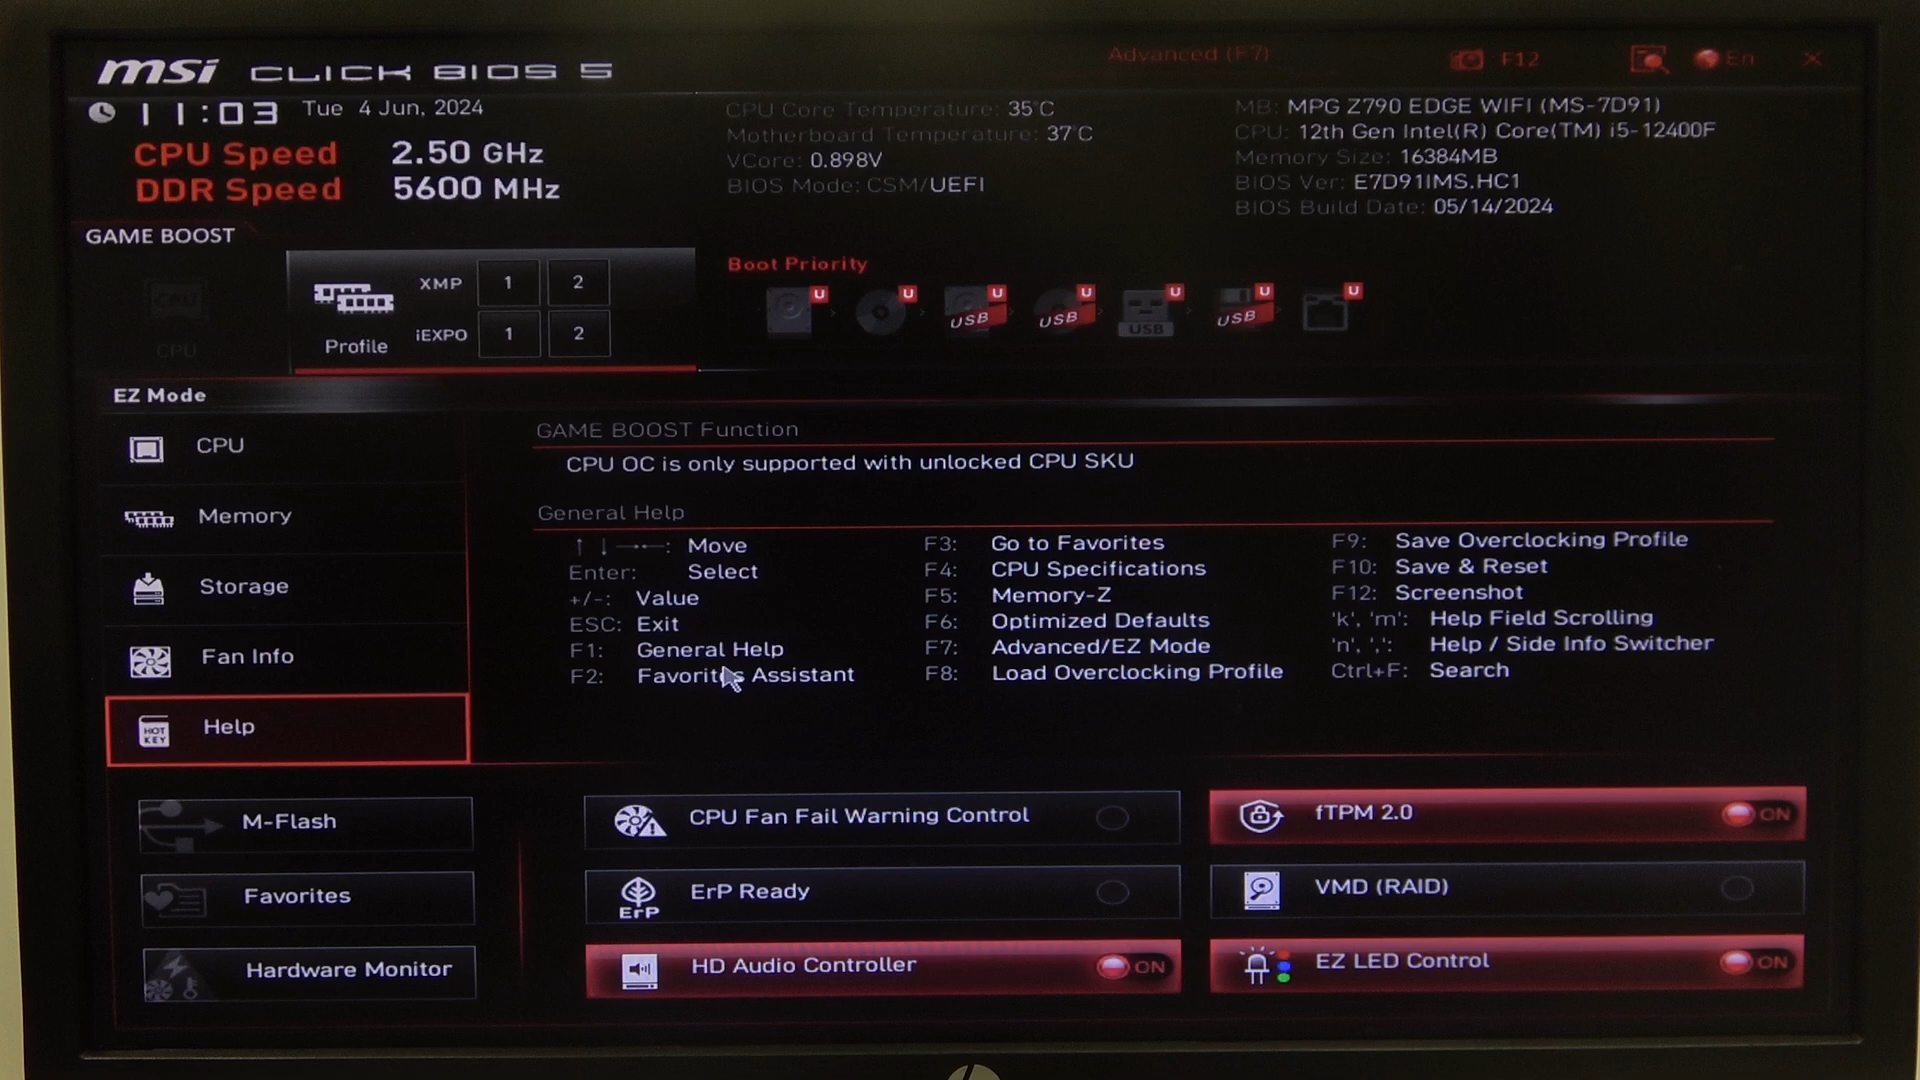 msi CLICK BIOS 5
Advanced (F7)
F12
En
X
11:03 Tue 4 Jun, 2024
CPU Speed 2.50 GHz
DDR Speed 5600 MHz
CPU Core Temperature: 35°C
Motherboard Temperature: 37°C
VCore: 0.898V
BIOS Mode: CSM/UEFI
MB: MPG Z790 EDGE WIFI (MS-7D91)
CPU: 12th Gen Intel(R) Core(TM) i5-12400F
Memory Size: 16384MB
BIOS Ver: E7D91IMS.HC1
BIOS Build Date: 05/14/2024
GAME BOOST
CPU
CPU
Profile
XMP 1 2
iEXPO 1 2
Boot Priority
U U U U U U U
USB USB USB USB
EZ Mode
CPU
Memory
Storage
Fan Info
HOT KEY Help
GAME BOOST Function
CPU OC is only supported with unlocked CPU SKU
General Help
↑ ↓ →←: Move
Enter: Select
+/-: Value
ESC: Exit
F1: General Help
F2: Favorites Assistant
F3: Go to Favorites
F4: CPU Specifications
F5: Memory-Z
F6: Optimized Defaults
F7: Advanced/EZ Mode
F8: Load Overclocking Profile
F9: Save Overclocking Profile
F10: Save & Reset
F12: Screenshot
'k', 'm': Help Field Scrolling
'n', ',': Help / Side Info Switcher
Ctrl+F: Search
M-Flash
Favorites
Hardware Monitor
CPU Fan Fail Warning Control
ErP ErP Ready
HD Audio Controller ON
fTPM 2.0 ON
VMD (RAID)
EZ LED Control ON
hp